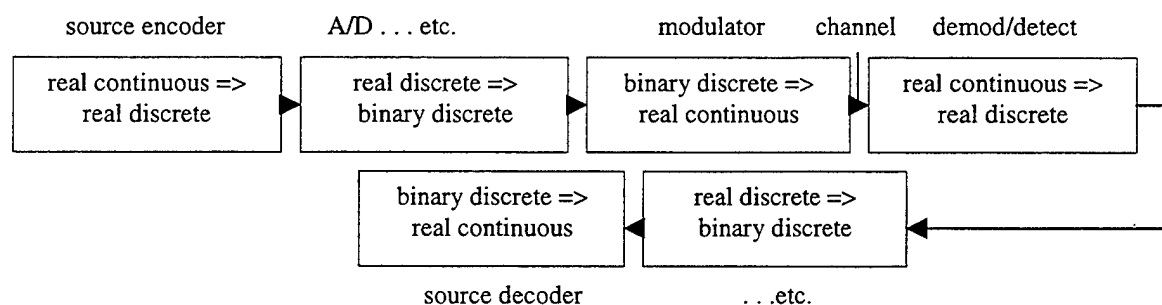 source encoder A/D . . . etc. modulator channel demod/detect
real continuous => real discrete => binary discrete => real continuous =>
real discrete binary discrete real continuous real discrete
binary discrete => real discrete =>
real continuous binary discrete
source decoder . . .etc.